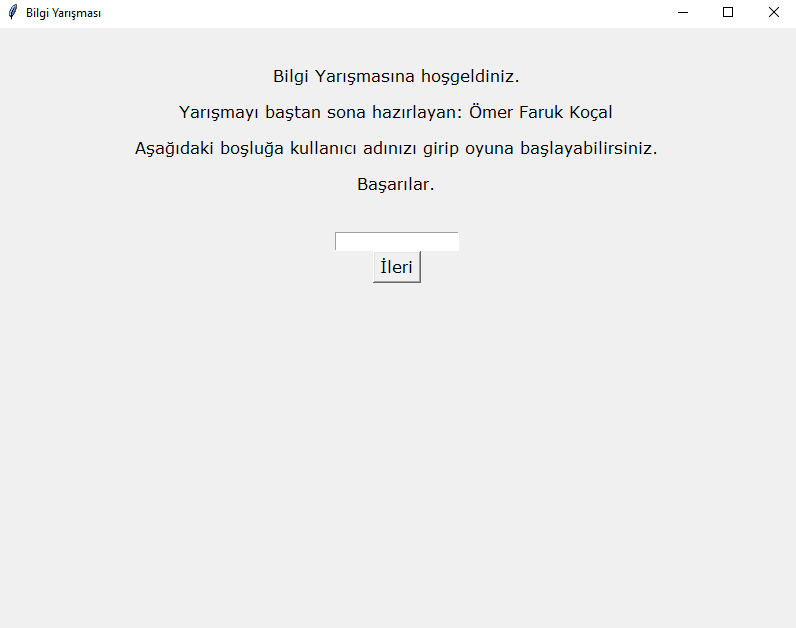 Bilgi Yarışması
Bilgi Yarışmasına hoşgeldiniz.
Yarışmayı baştan sona hazırlayan: Ömer Faruk Koçal
Aşağıdaki boşluğa kullanıcı adınızı girip oyuna başlayabilirsiniz.
Başarılar.
İleri